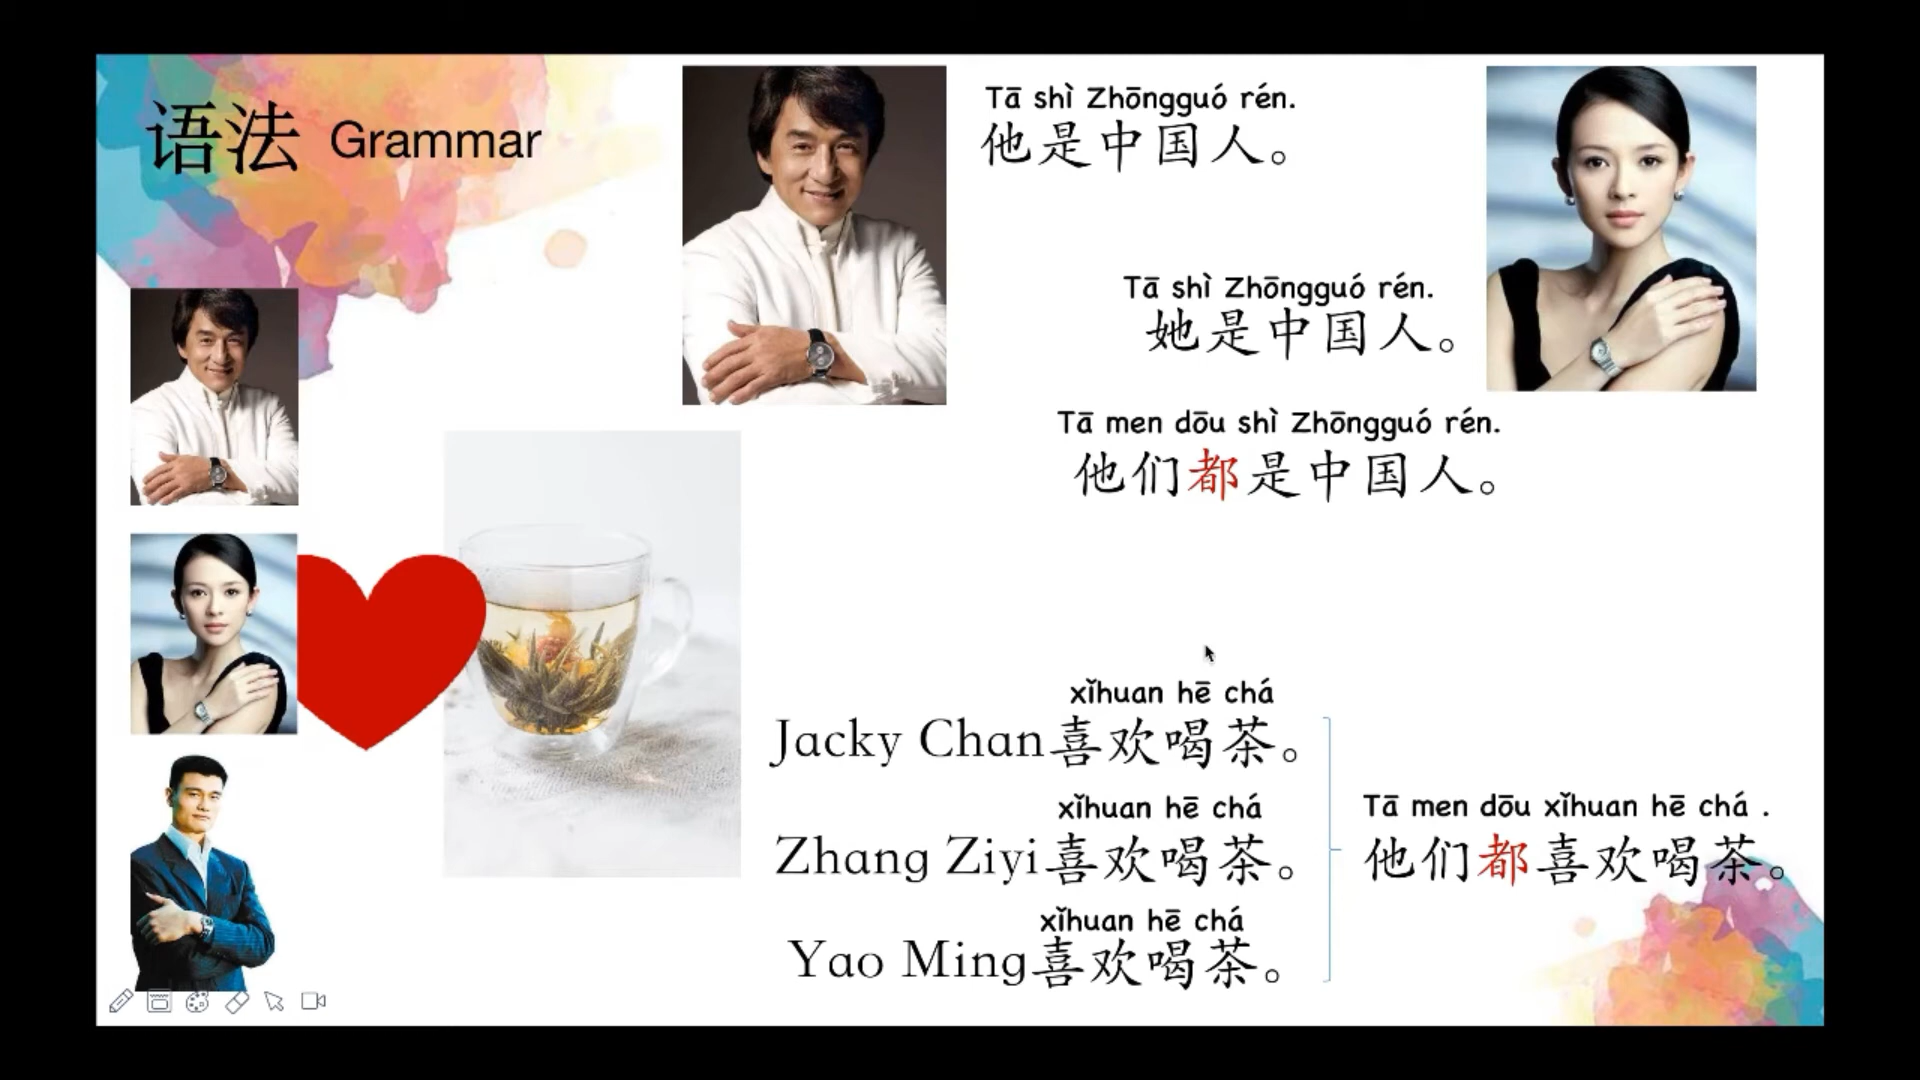 语法 Grammar
Tā shì Zhōngguó rén.
他是中国人。
Tā shì Zhōngguó rén.
她是中国人。
Tā men dōu shì Zhōngguó rén.
他们都是中国人。
xǐhuan hē chá
Jacky Chan喜欢喝茶。
xǐhuan hē chá
Zhang Ziyi喜欢喝茶。
xǐhuan hē chá
Yao Ming喜欢喝茶。
Tā men dōu xǐhuan hē chá .
他们都喜欢喝茶。